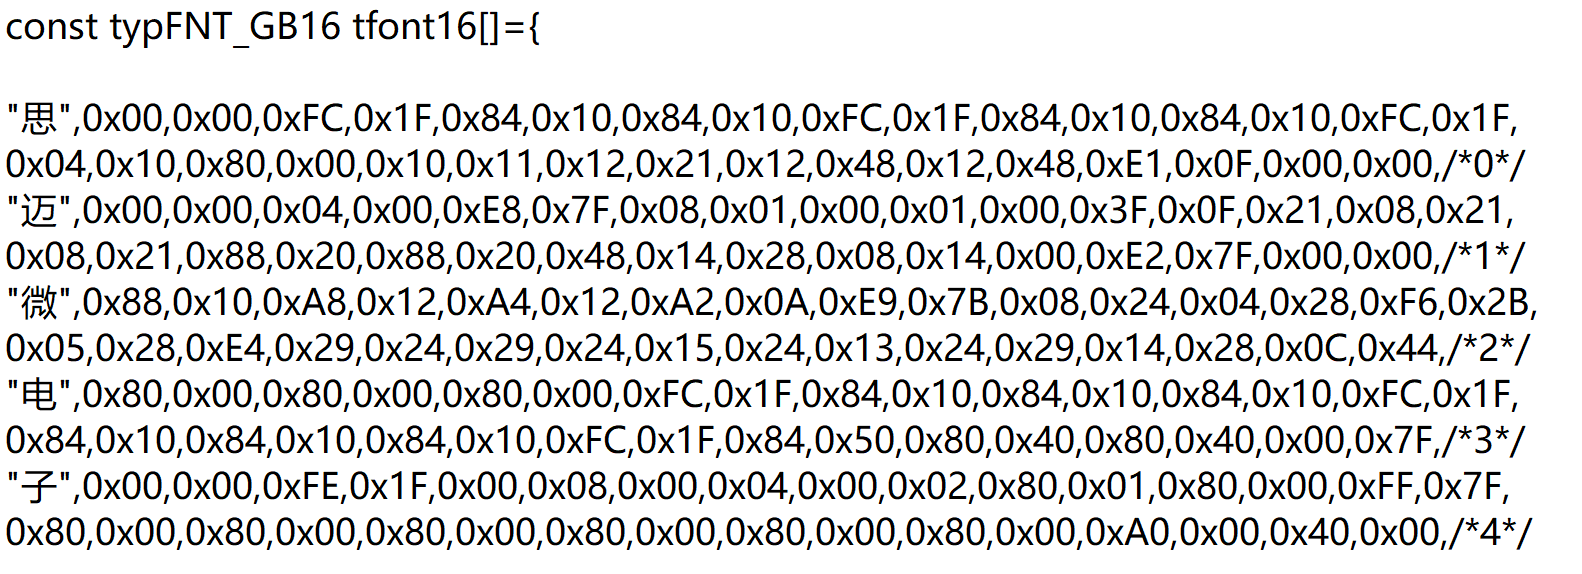 const typFNT_GB16 tfont16[]={
"思",0x00,0x00,0xFC,0x1F,0x84,0x10,0x84,0x10,0xFC,0x1F,0x84,0x10,0x84,0x10,0xFC,0x1F,
0x04,0x10,0x80,0x00,0x10,0x11,0x12,0x21,0x12,0x48,0x12,0x48,0xE1,0x0F,0x00,0x00,/*0*/
"迈",0x00,0x00,0x04,0x00,0xE8,0x7F,0x08,0x01,0x00,0x01,0x00,0x3F,0x0F,0x21,0x08,0x21,
0x08,0x21,0x88,0x20,0x88,0x20,0x48,0x14,0x28,0x08,0x14,0x00,0xE2,0x7F,0x00,0x00,/*1*/
"微",0x88,0x10,0xA8,0x12,0xA4,0x12,0xA2,0x0A,0xE9,0x7B,0x08,0x24,0x04,0x28,0xF6,0x2B,
0x05,0x28,0xE4,0x29,0x24,0x29,0x24,0x15,0x24,0x13,0x24,0x29,0x14,0x28,0x0C,0x44,/*2*/
"电",0x80,0x00,0x80,0x00,0x80,0x00,0xFC,0x1F,0x84,0x10,0x84,0x10,0x84,0x10,0xFC,0x1F,
0x84,0x10,0x84,0x10,0x84,0x10,0xFC,0x1F,0x84,0x50,0x80,0x40,0x80,0x40,0x00,0x7F,/*3*/
"子",0x00,0x00,0xFE,0x1F,0x00,0x08,0x00,0x04,0x00,0x02,0x80,0x01,0x80,0x00,0xFF,0x7F,
0x80,0x00,0x80,0x00,0x80,0x00,0x80,0x00,0x80,0x00,0x80,0x00,0xA0,0x00,0x40,0x00,/*4*/